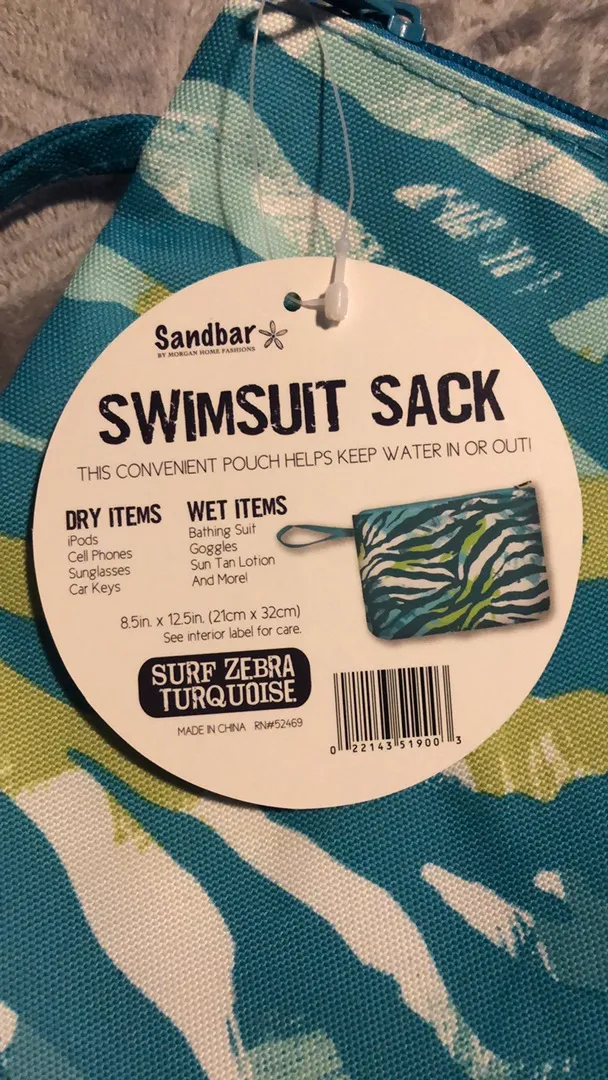 Sandbar
BY MORGAN HOME FASHIONS
SWIMSUIT SACK
THIS CONVENIENT POUCH HELPS KEEP WATER IN OR OUT!
DRY ITEMS
iPods
Cell Phones
Sunglasses
Car Keys
WET ITEMS
Bathing Suit
Goggles
Sun Tan Lotion
And More!
8.5in. x 12.5in. (21cm x 32cm)
See interior label for care.
SURF ZEBRA
TURQUOISE
MADE IN CHINA RN#52469
0 22143 51900 3